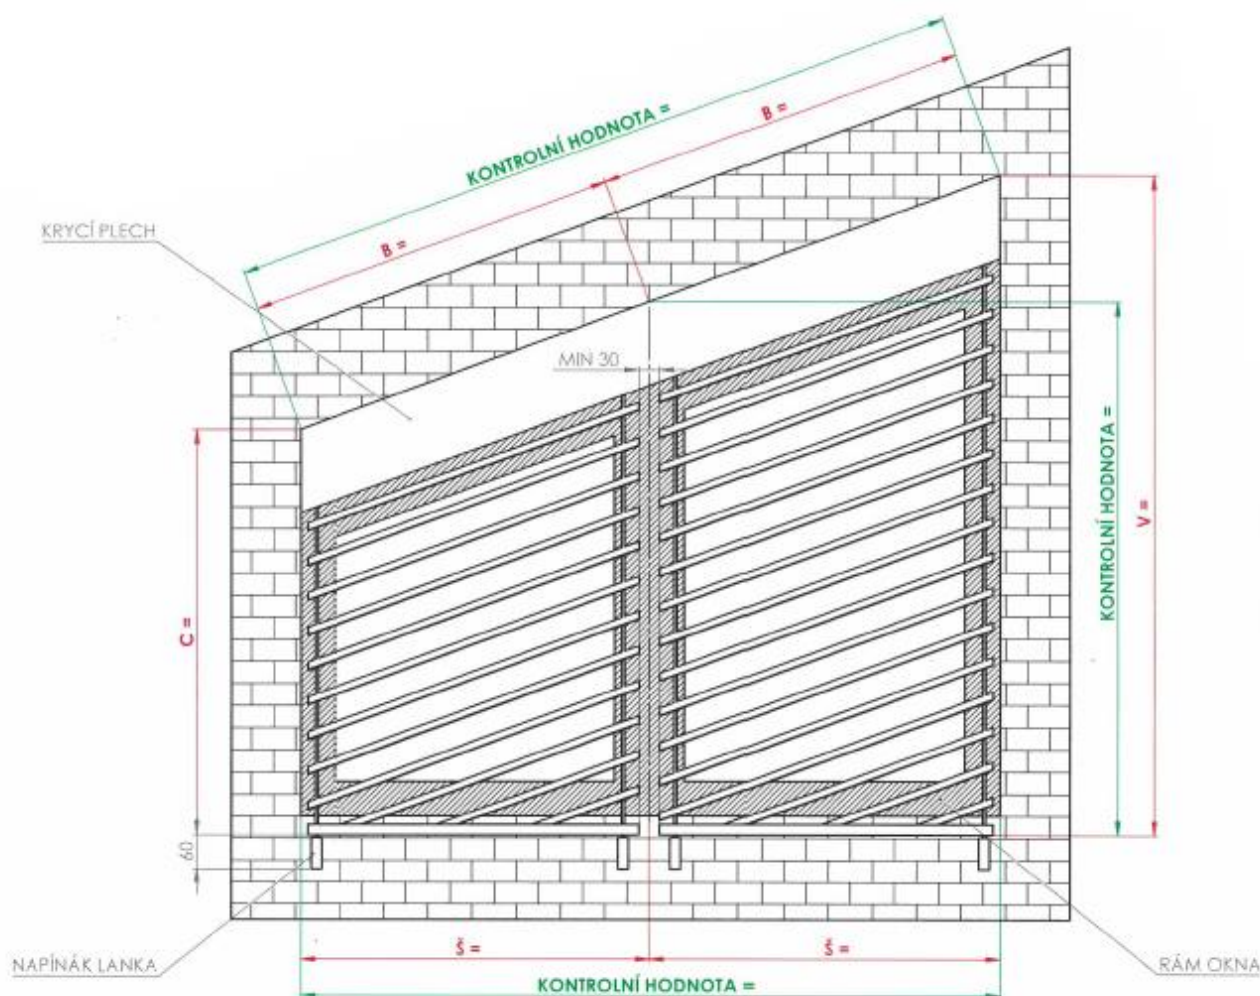 KONTROLNÍ HODNOTA =
B =
B =
KRYCÍ PLECH
MIN 30
KONTROLNÍ HODNOTA =
V =
C =
60
NAPÍNÁK LANKA
Š =
Š =
RÁM OKNA
KONTROLNÍ HODNOTA =